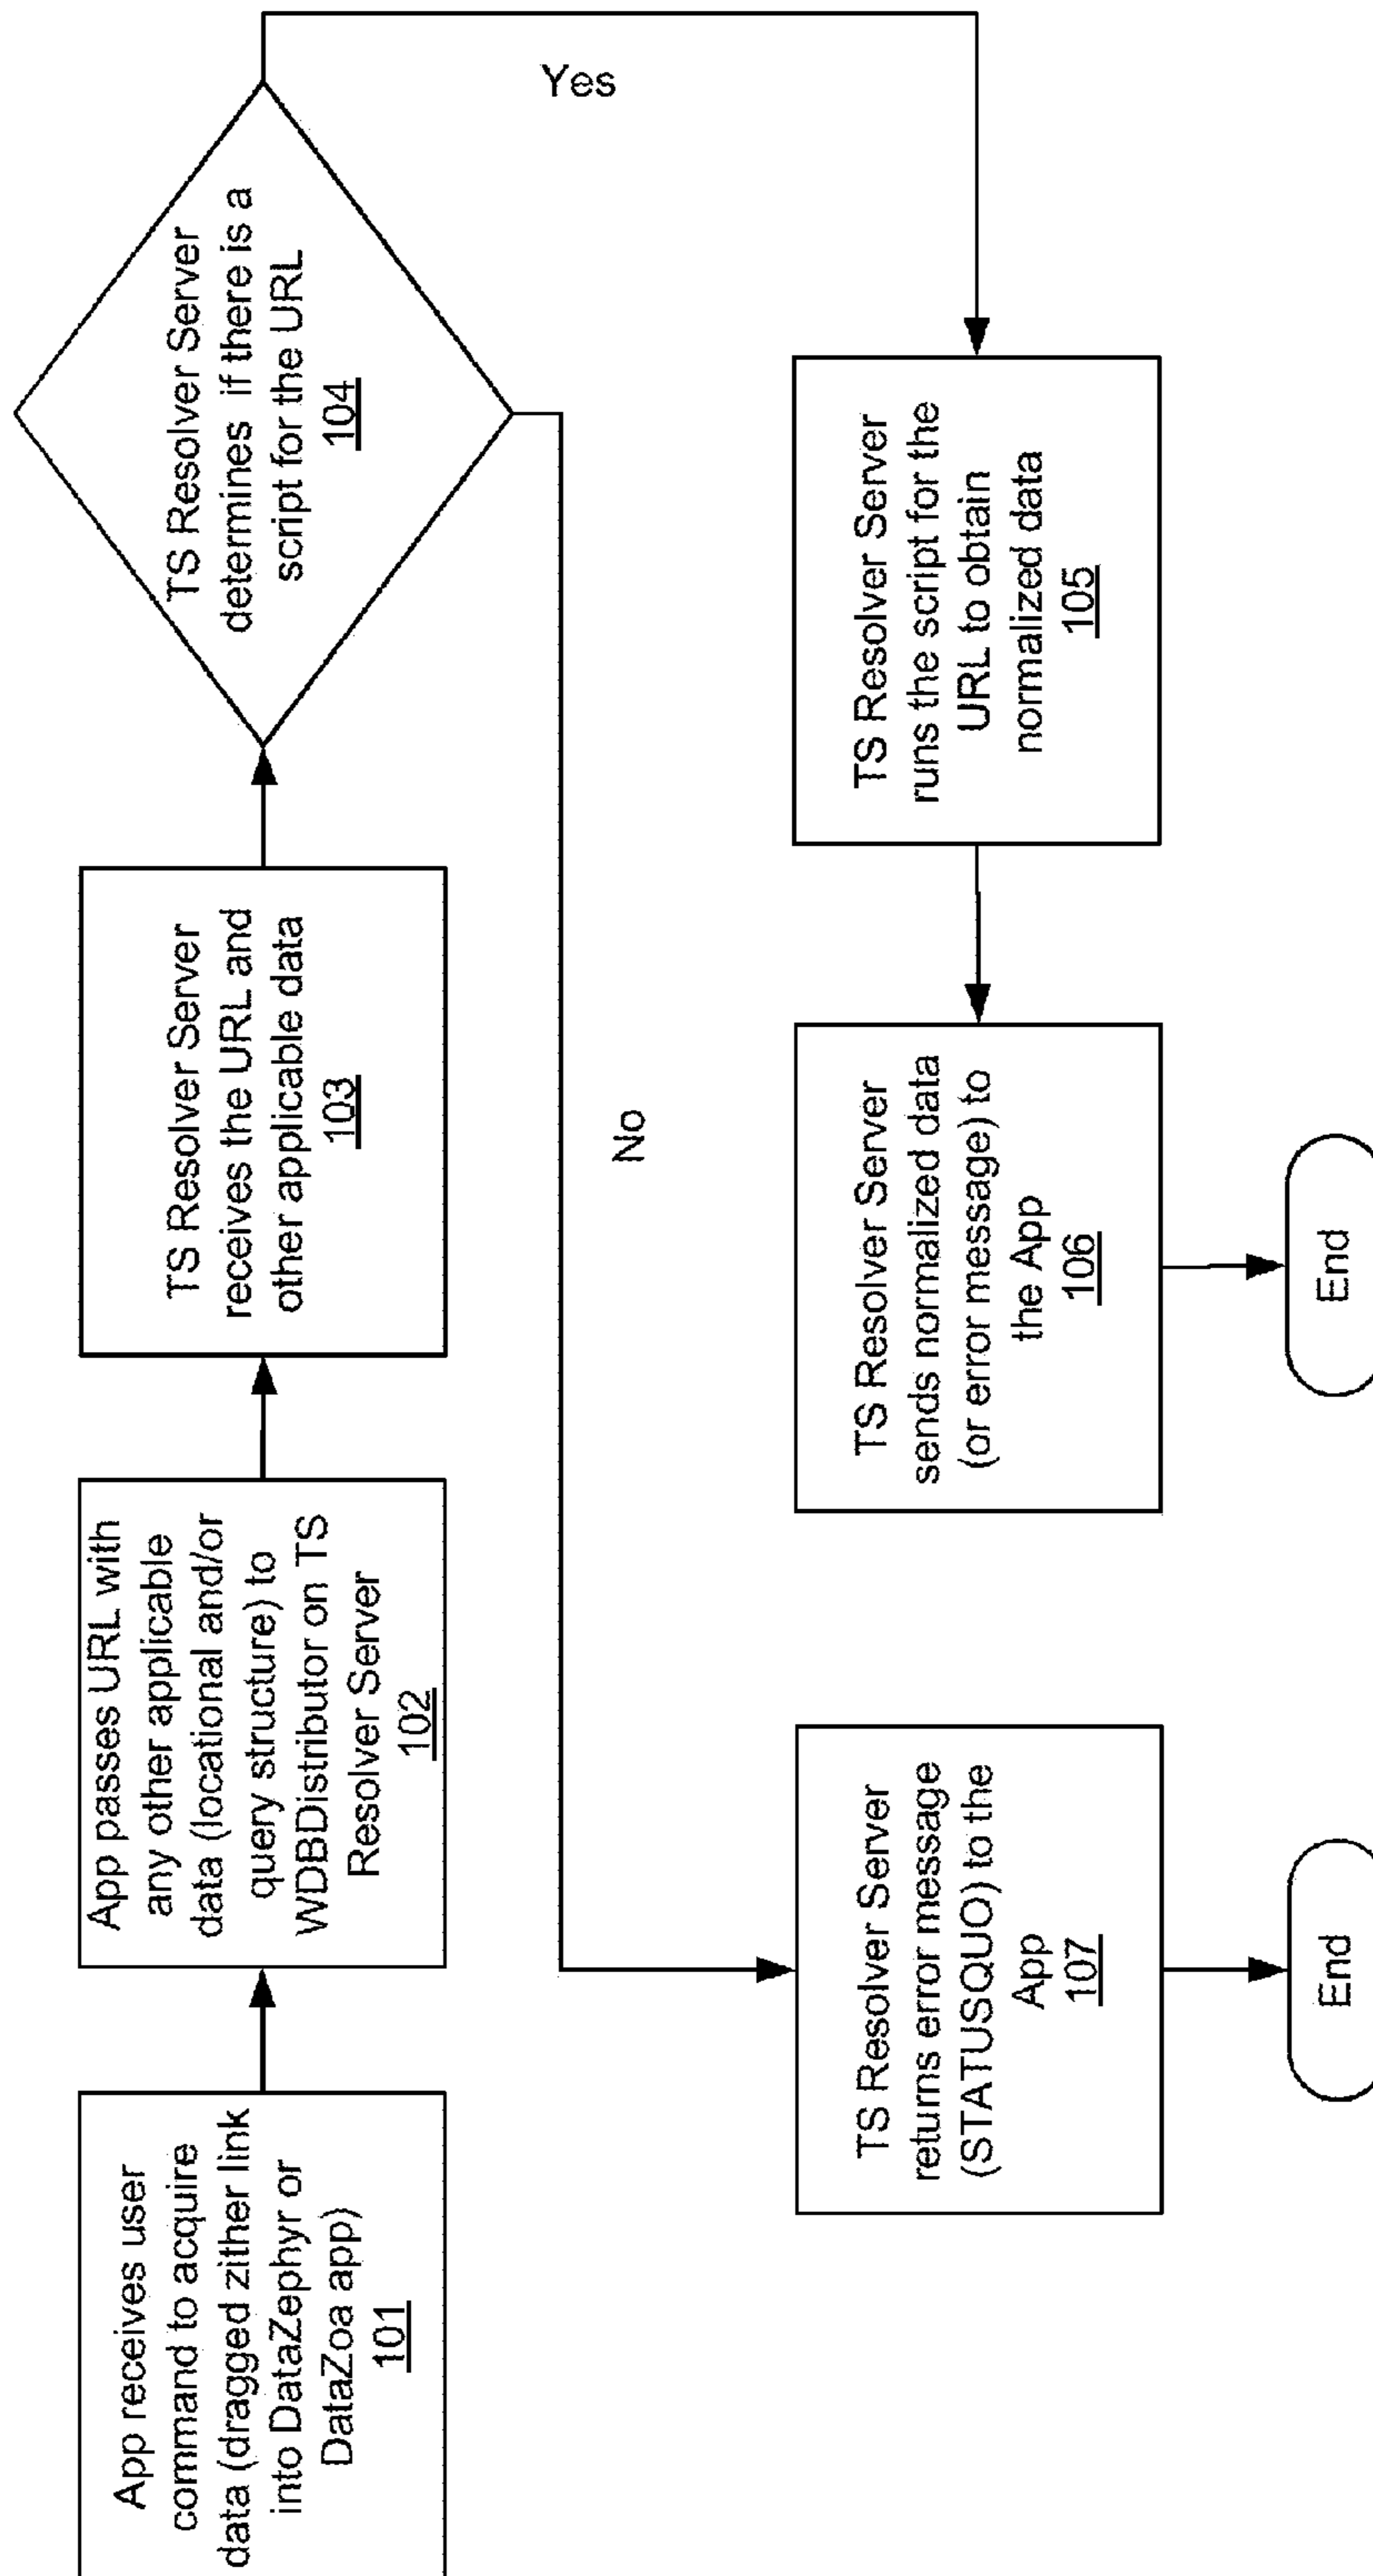 App receives user
command to acquire
data (dragged zither link
into DataZephyr or
DataZoa app)
101
App passes URL with
any other applicable
data (locational and/or
query structure) to
WDBDistributor on TS
Resolver Server
102
TS Resolver Server
receives the URL and
other applicable data
103
TS Resolver Server
determines if there is a
script for the URL
104
Yes
No
TS Resolver Server
runs the script for the
URL to obtain
normalized data
105
TS Resolver Server
sends normalized data
(or error message) to
the App
106
End
TS Resolver Server
returns error message
(STATUSQUO) to the
App
107
End